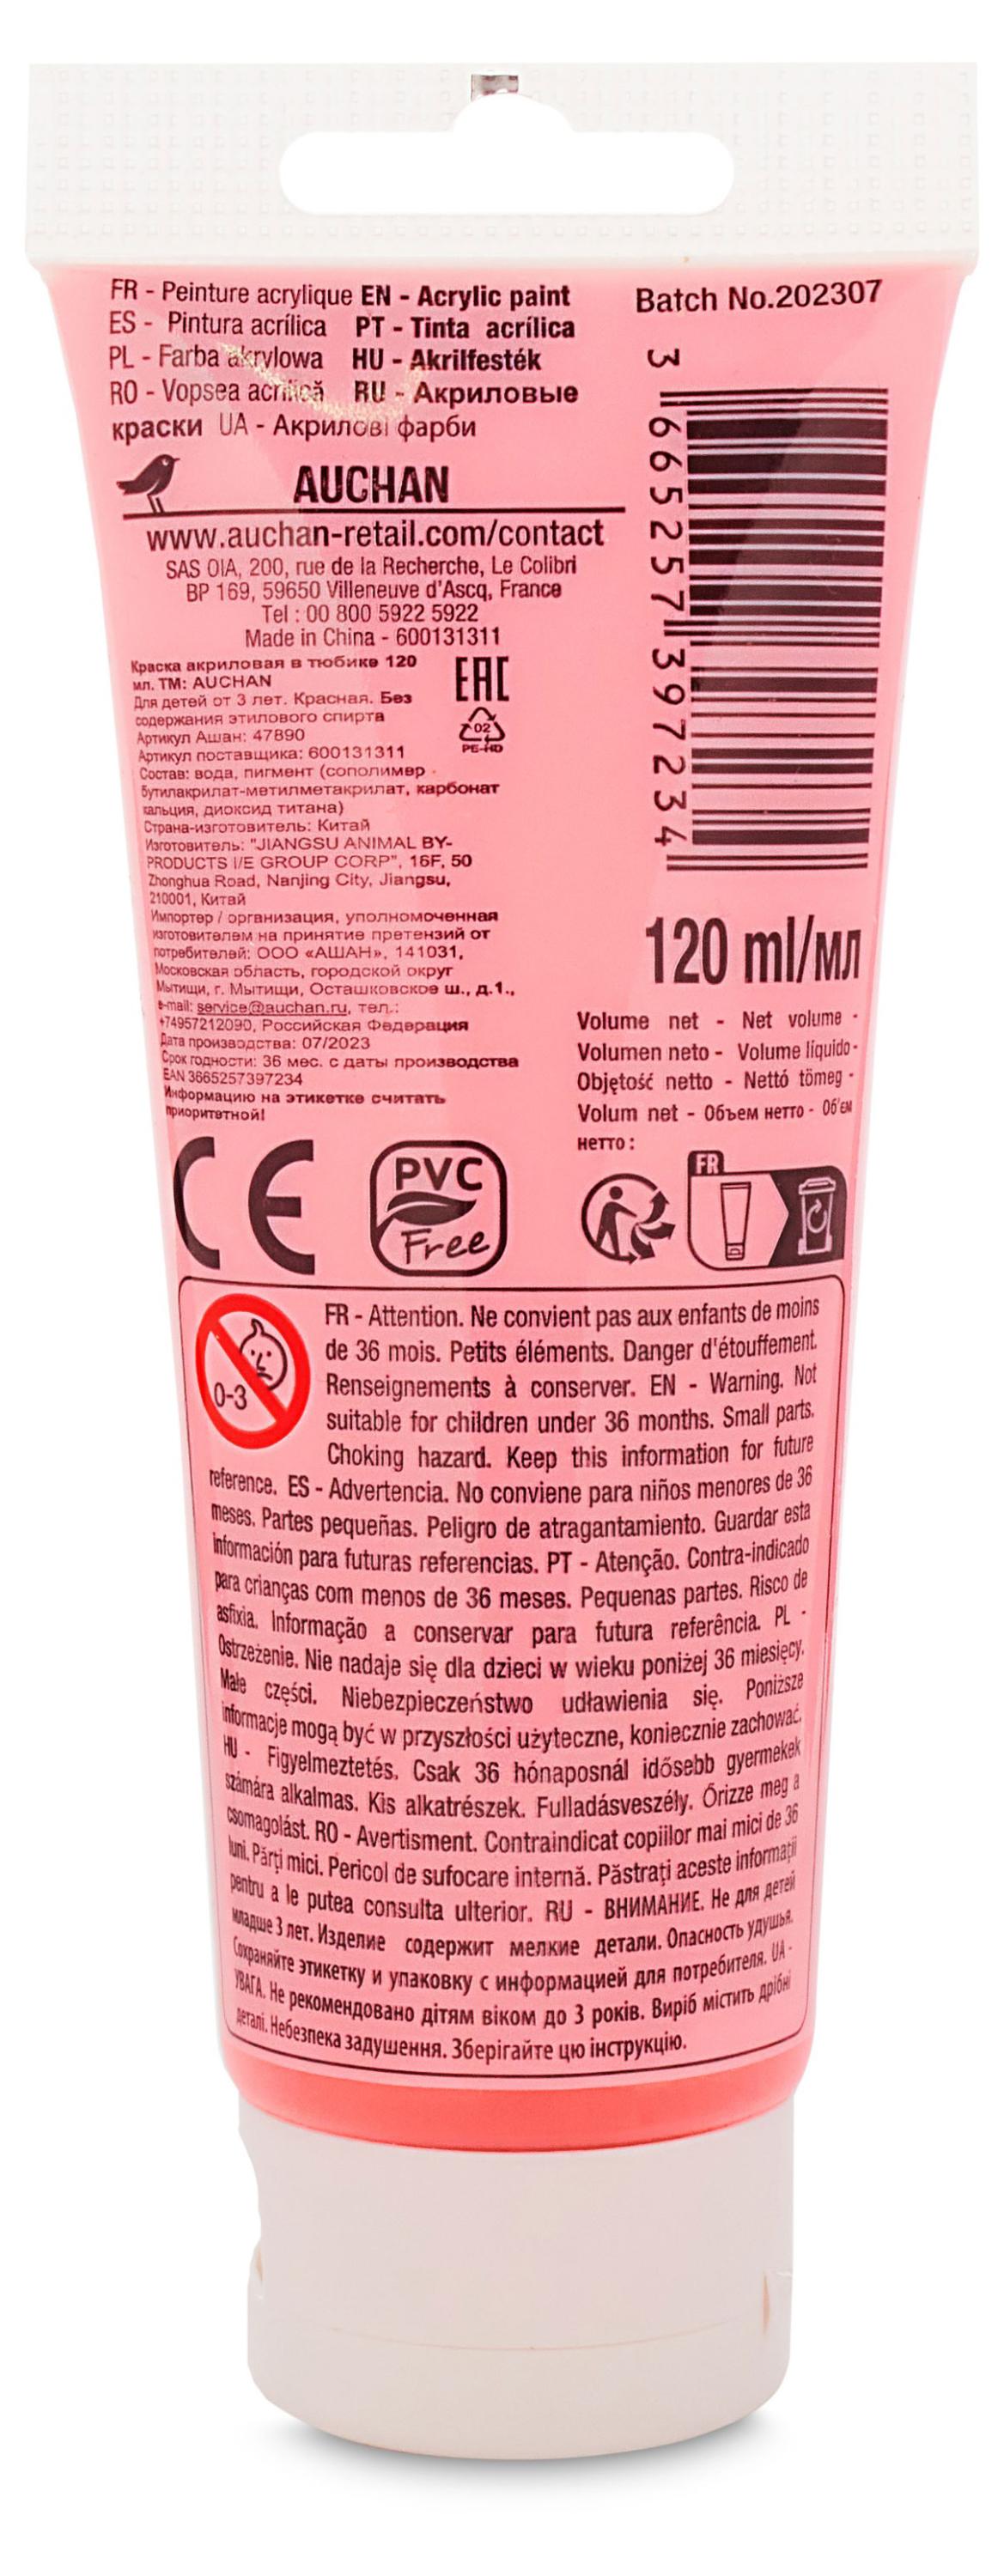 FR - Peinture acrylique EN - Acrylic paint
ES - Pintura acrílica PT - Tinta acrílica
PL - Farba akrylowa HU - Akrilfesték
RO - Vopsea acrilică RU - Акриловые
краски UA - Акрилові фарби
AUCHAN
www.auchan-retail.com/contact
SAS OIA, 200, rue de la Recherche, Le Colibri
BP 169, 59650 Villeneuve d'Ascq, France
Tel : 00 800 5922 5922
Made in China - 600131311
Краска акриловая в тюбике 120
мл. ТМ: AUCHAN
Для детей от 3 лет. Красная. Без
содержания этилового спирта
Артикул Ашан: 47890
Артикул поставщика: 600131311
Состав: вода, пигмент (сополимер
бутилакрилат-метилметакрилат, карбонат
кальция, диоксид титана)
Страна-изготовитель: Китай
Изготовитель: "JIANGSU ANIMAL BY-
PRODUCTS I/E GROUP CORP", 16F, 50
Zhonghua Road, Nanjing City, Jiangsu,
210001, Китай
Импортер / организация, уполномоченная
изготовителем на принятие претензий от
потребителей: ООО «АШАН», 141031,
Московская область, городской округ
Мытищи, г. Мытищи, Осташковское ш., д.1.,
e-mail: service@auchan.ru, тел.:
+74957212090, Российская Федерация
Дата производства: 07/2023
Срок годности: 36 мес. с даты производства
EAN 3665257397234
Информацию на этикетке считать
приоритетной!
EAC
02
PE-HD
Batch No.202307
3 665257 397234
120 ml/мл
Volume net - Net volume -
Volumen neto - Volume líquido -
Objętość netto - Nettó tömeg -
Volum net - Объем нетто - Об'єм
нетто :
CE
PVC
Free
FR
0-3
FR - Attention. Ne convient pas aux enfants de moins
de 36 mois. Petits éléments. Danger d'étouffement.
Renseignements à conserver. EN - Warning. Not
suitable for children under 36 months. Small parts.
Choking hazard. Keep this information for future
reference. ES - Advertencia. No conviene para niños menores de 36
meses. Partes pequeñas. Peligro de atragantamiento. Guardar esta
información para futuras referencias. PT - Atenção. Contra-indicado
para crianças com menos de 36 meses. Pequenas partes. Risco de
asfixia. Informação a conservar para futura referência. PL -
Ostrzeżenie. Nie nadaje się dla dzieci w wieku poniżej 36 miesięcy.
Małe części. Niebezpieczeństwo udławienia się. Poniższe
informacje mogą być w przyszłości użyteczne, koniecznie zachować.
HU - Figyelmeztetés. Csak 36 hónaposnál idősebb gyermekek
számára alkalmas. Kis alkatrészek. Fulladásveszély. Őrizze meg a
csomagolást. RO - Avertisment. Contraindicat copiilor mai mici de 36
luni. Părți mici. Pericol de sufocare internă. Păstrați aceste informații
pentru a le putea consulta ulterior. RU - ВНИМАНИЕ. Не для детей
младше 3 лет. Изделие содержит мелкие детали. Опасность удушья.
Сохраняйте этикетку и упаковку с информацией для потребителя. UA -
УВАГА. Не рекомендовано дітям віком до 3 років. Виріб містить дрібні
деталі. Небезпека задушення. Зберігайте цю інструкцію.